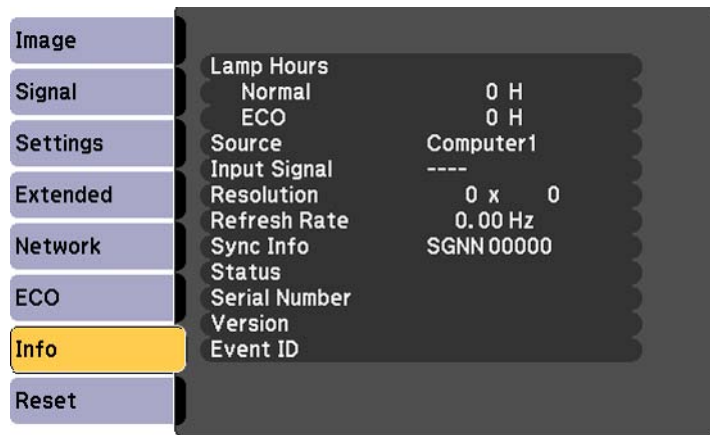 Image
Signal
Settings
Extended
Network
ECO
Info
Reset
Lamp Hours
Normal 0 H
ECO 0 H
Source Computer1
Input Signal ----
Resolution 0 x 0
Refresh Rate 0.00 Hz
Sync Info SGNN 00000
Status
Serial Number
Version
Event ID